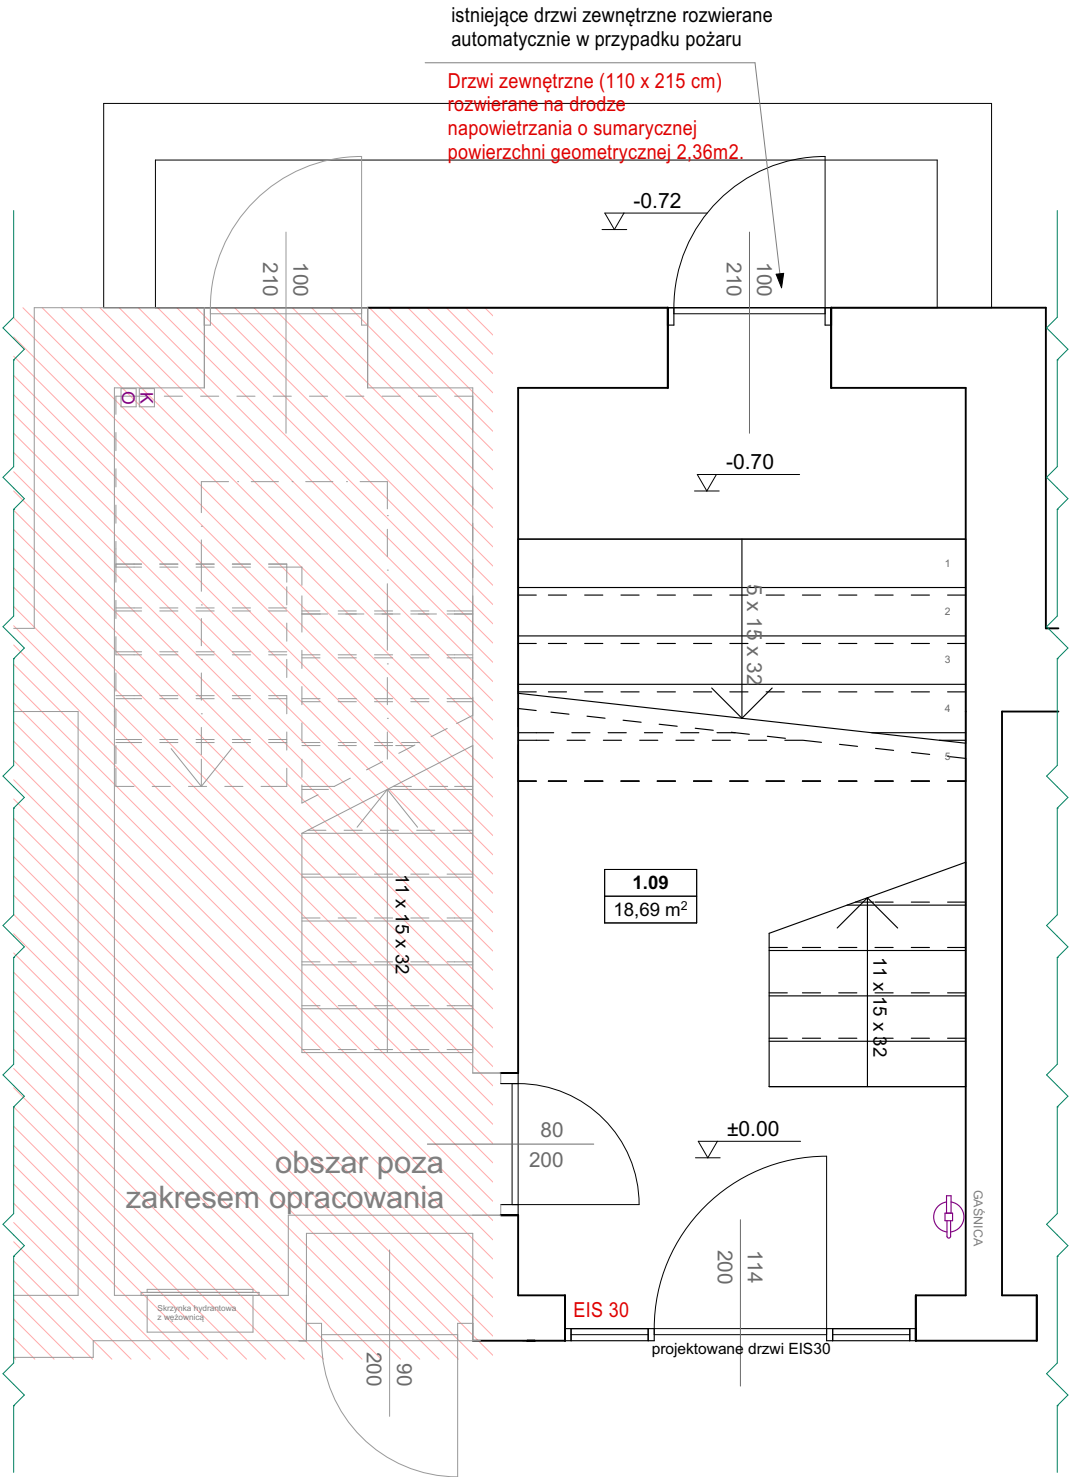 istniejące drzwi zewnętrzne rozwierane
automatycznie w przypadku pożaru
Drzwi zewnętrzne (110 x 215 cm)
rozwierane na drodze
napowietrzania o sumarycznej
powierzchni geometrycznej 2,36m2.
-0.72
100
210
100
210
K
O
-0.70
1
2
3
4
5
5 x 15 x 32
1.09
18,69 m²
11 x 15 x 32
11 x 15 x 32
80
200
±0.00
obszar poza
zakresem opracowania
GAŚNICA
114
200
Skrzynka hydrantowa
z wężownicą
EIS 30
projektowane drzwi EIS30
90
200